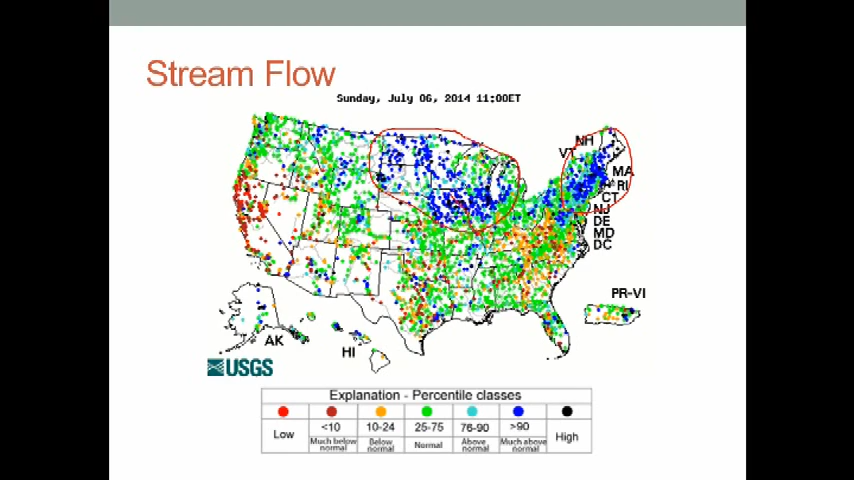 Stream Flow
Sunday, July 06, 2014 11:00ET
NH
VT
MA
RI
CT
NJ
DE
MD
DC
PR-VI
AK
HI
USGS
Explanation - Percentile classes
Low
<10
10-24
25-75
76-90
>90
High
Much below normal
Below normal
Normal
Above normal
Much above normal